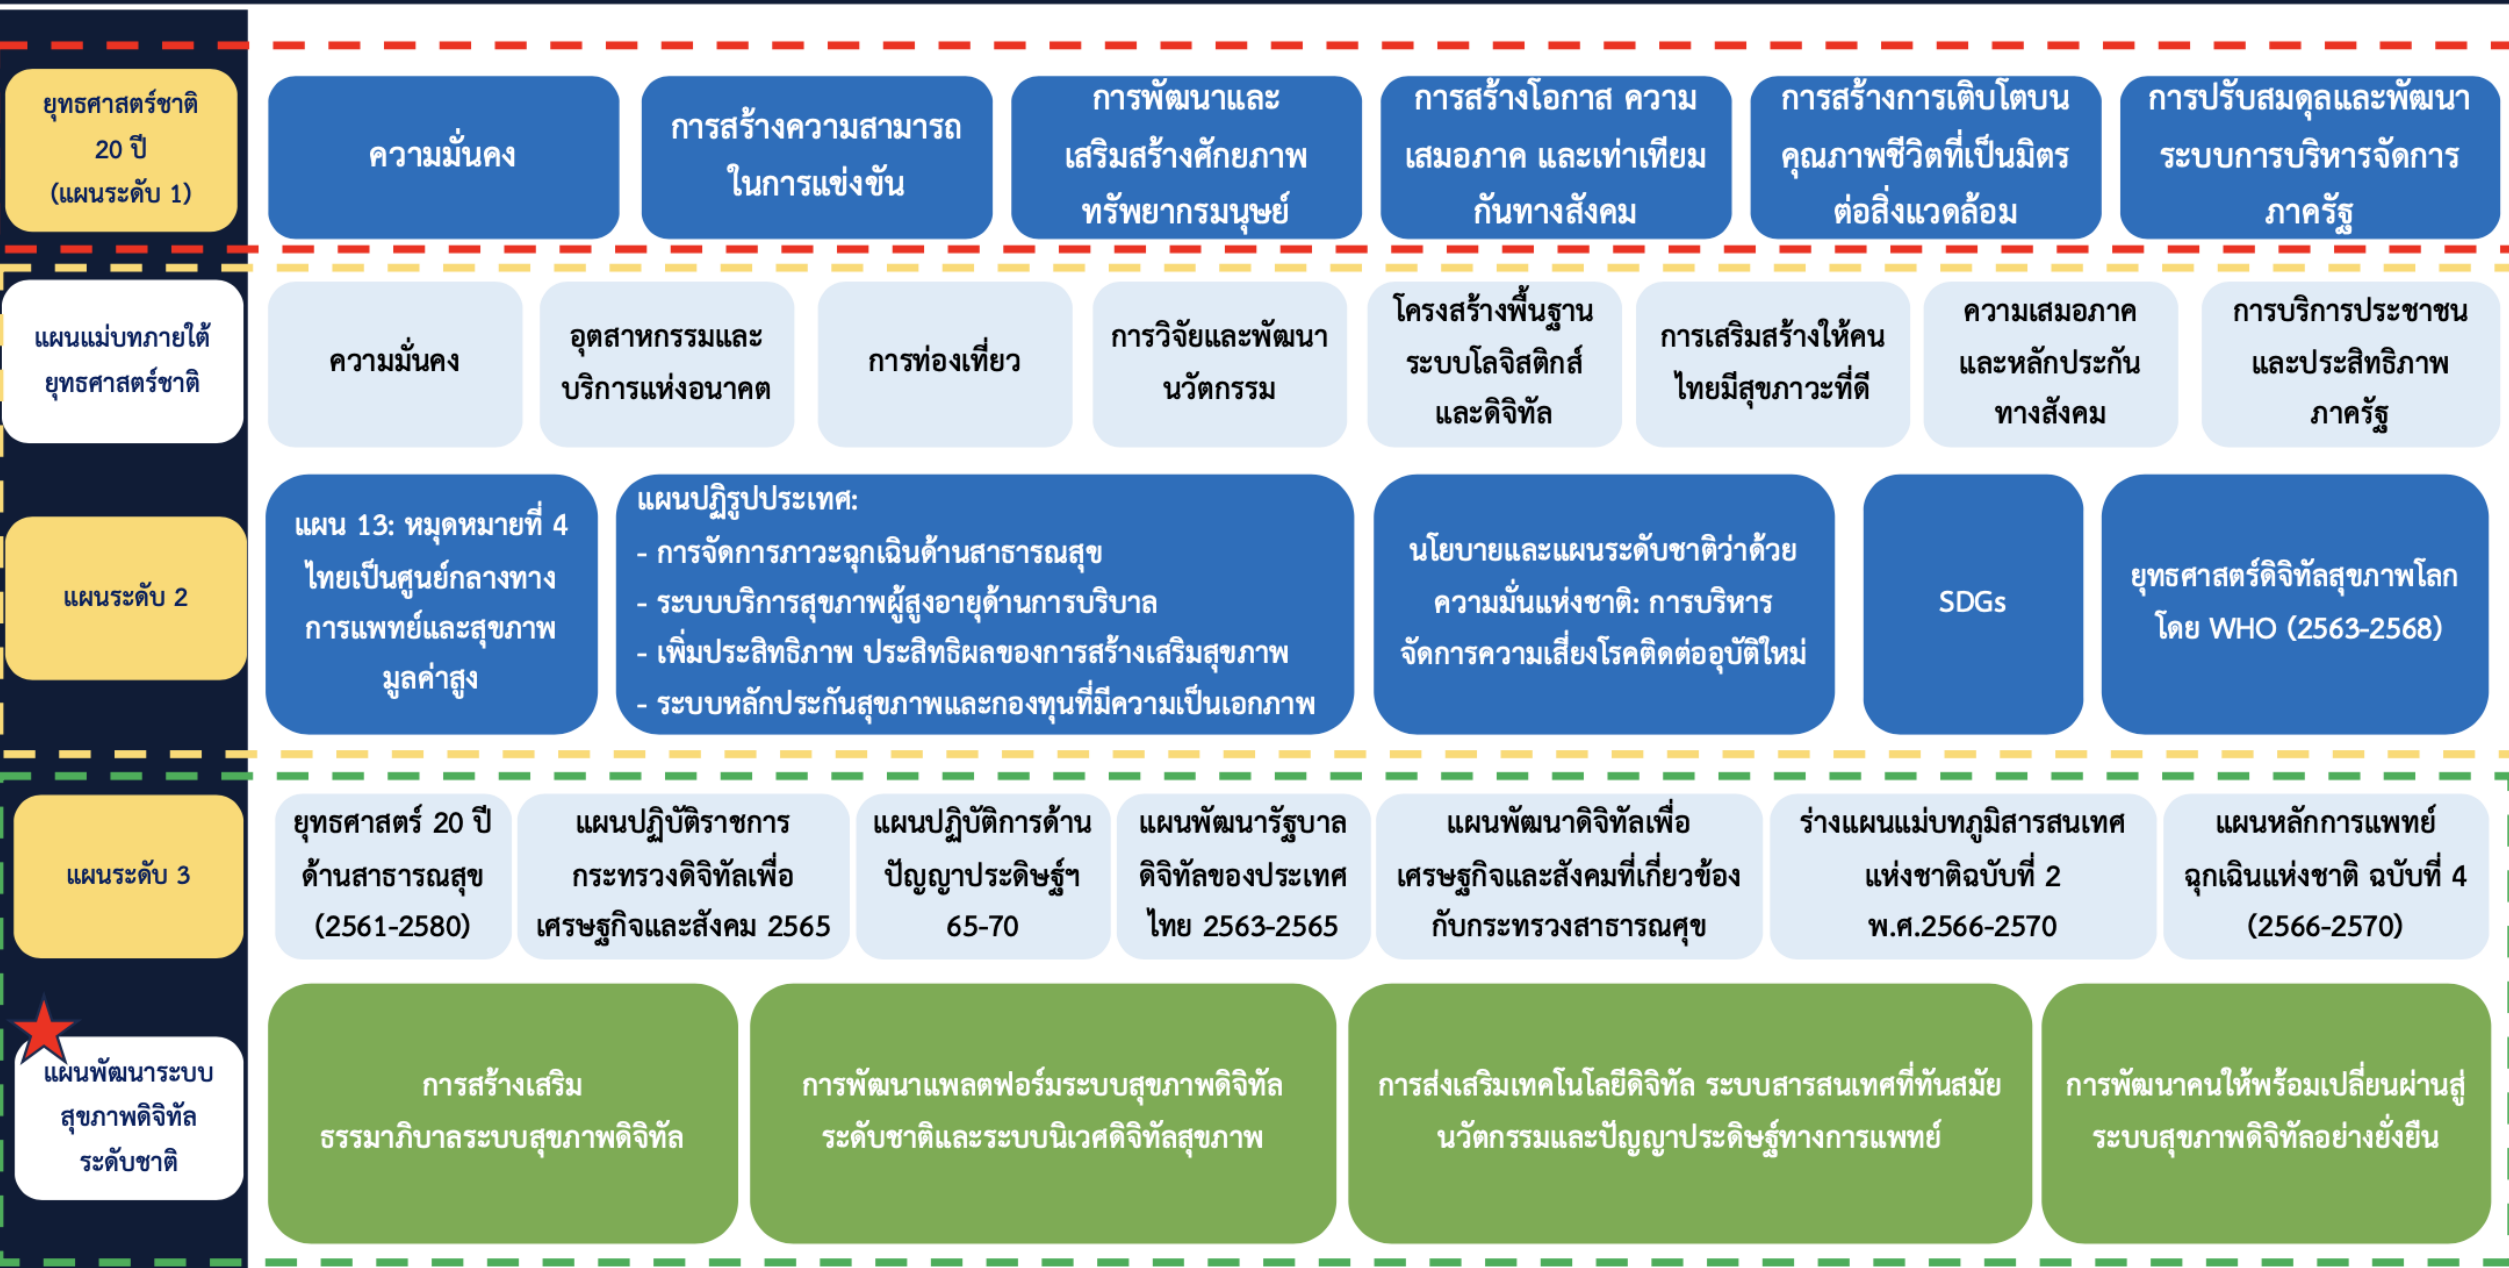 ยุทธศาสตร์ชาติ
20 ปี
(แผนระดับ 1)
ความมั่นคง
การสร้างความสามารถ
ในการแข่งขัน
การพัฒนาและ
เสริมสร้างศักยภาพ
ทรัพยากรมนุษย์
การสร้างโอกาส ความ
เสมอภาค และเท่าเทียม
กันทางสังคม
การสร้างการเติบโตบน
คุณภาพชีวิตที่เป็นมิตร
ต่อสิ่งแวดล้อม
การปรับสมดุลและพัฒนา
ระบบการบริหารจัดการ
ภาครัฐ
แผนแม่บทภายใต้
ยุทธศาสตร์ชาติ
ความมั่นคง
อุตสาหกรรมและ
บริการแห่งอนาคต
การท่องเที่ยว
การวิจัยและพัฒนา
นวัตกรรม
โครงสร้างพื้นฐาน
ระบบโลจิสติกส์
และดิจิทัล
การเสริมสร้างให้คน
ไทยมีสุขภาวะที่ดี
ความเสมอภาค
และหลักประกัน
ทางสังคม
การบริการประชาชน
และประสิทธิภาพ
ภาครัฐ
แผนระดับ 2
แผน 13: หมุดหมายที่ 4
ไทยเป็นศูนย์กลางทาง
การแพทย์และสุขภาพ
มูลค่าสูง
แผนปฏิรูปประเทศ:
- การจัดการภาวะฉุกเฉินด้านสาธารณสุข
- ระบบบริการสุขภาพผู้สูงอายุด้านการบริบาล
- เพิ่มประสิทธิภาพ ประสิทธิผลของการสร้างเสริมสุขภาพ
- ระบบหลักประกันสุขภาพและกองทุนที่มีความเป็นเอกภาพ
นโยบายและแผนระดับชาติว่าด้วย
ความมั่นแห่งชาติ: การบริหาร
จัดการความเสี่ยงโรคติดต่ออุบัติใหม่
SDGs
ยุทธศาสตร์ดิจิทัลสุขภาพโลก
โดย WHO (2563-2568)
แผนระดับ 3
ยุทธศาสตร์ 20 ปี
ด้านสาธารณสุข
(2561-2580)
แผนปฏิบัติราชการ
กระทรวงดิจิทัลเพื่อ
เศรษฐกิจและสังคม 2565
แผนปฏิบัติการด้าน
ปัญญาประดิษฐ์ฯ
65-70
แผนพัฒนารัฐบาล
ดิจิทัลของประเทศ
ไทย 2563-2565
แผนพัฒนาดิจิทัลเพื่อ
เศรษฐกิจและสังคมที่เกี่ยวข้อง
กับกระทรวงสาธารณศุข
ร่างแผนแม่บทภูมิสารสนเทศ
แห่งชาติฉบับที่ 2
พ.ศ.2566-2570
แผนหลักการแพทย์
ฉุกเฉินแห่งชาติ ฉบับที่ 4
(2566-2570)
แผนพัฒนาระบบ
สุขภาพดิจิทัล
ระดับชาติ
การสร้างเสริม
ธรรมาภิบาลระบบสุขภาพดิจิทัล
การพัฒนาแพลตฟอร์มระบบสุขภาพดิจิทัล
ระดับชาติและระบบนิเวศดิจิทัลสุขภาพ
การส่งเสริมเทคโนโลยีดิจิทัล ระบบสารสนเทศที่ทันสมัย
นวัตกรรมและปัญญาประดิษฐ์ทางการแพทย์
การพัฒนาคนให้พร้อมเปลี่ยนผ่านสู่
ระบบสุขภาพดิจิทัลอย่างยั่งยืน